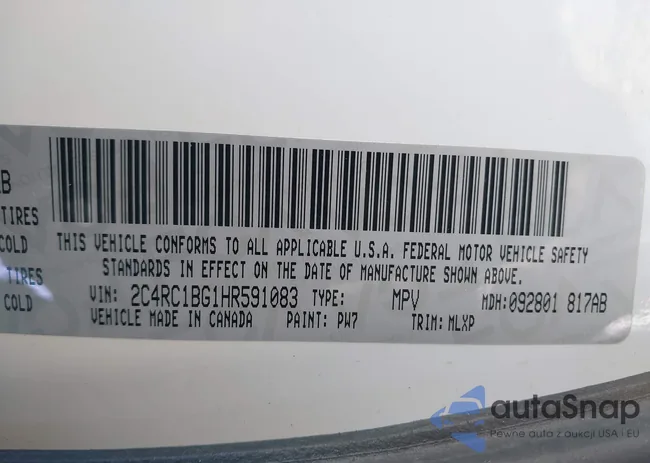 AB
TIRES
COLD
COLD
THIS VEHICLE CONFORMS TO ALL APPLICABLE U.S.A. FEDERAL MOTOR VEHICLE SAFETY
STANDARDS IN EFFECT ON THE DATE OF MANUFACTURE SHOWN ABOVE.
VIN: 2C4RC1BG1HR591083 TYPE: MPV MDH:092801 817AB
VEHICLE MADE IN CANADA PAINT: PW7 TRIM: MLXP
autaSnap
Pewne auta z aukcji USA i EU